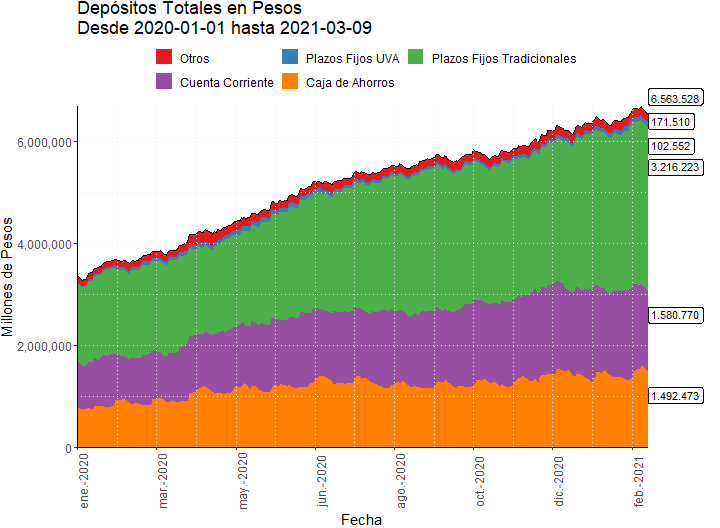 Depósitos Totales en Pesos
Desde 2020-01-01 hasta 2021-03-09
Otros
Plazos Fijos UVA
Plazos Fijos Tradicionales
Cuenta Corriente
Caja de Ahorros
Millones de Pesos
6,000,000
4,000,000
2,000,000
0
6.563.528
171.510
102.552
3.216.223
1.580.770
1.492.473
ene.-2020
mar.-2020
may.-2020
jun.-2020
ago.-2020
oct.-2020
dic.-2020
feb.-2021
Fecha